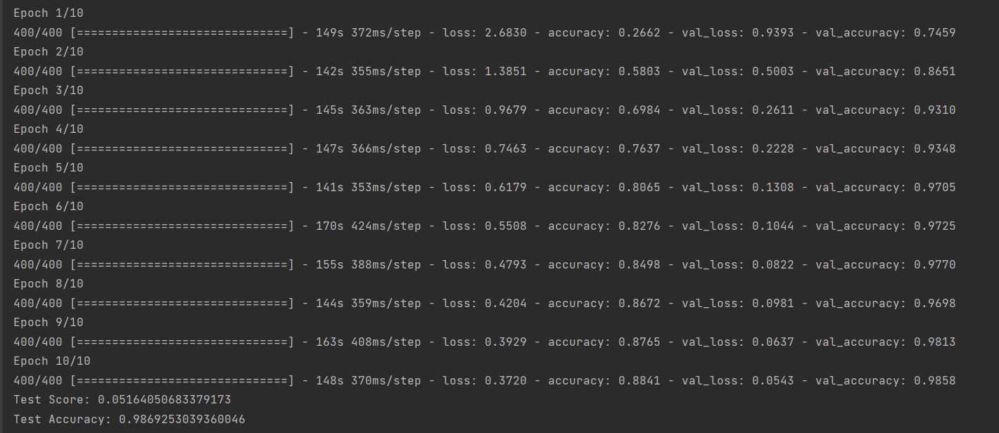 Epoch 1/10
400/400 [==============================] - 149s 372ms/step - loss: 2.6830 - accuracy: 0.2662 - val_loss: 0.9393 - val_accuracy: 0.7459
Epoch 2/10
400/400 [==============================] - 142s 355ms/step - loss: 1.3851 - accuracy: 0.5803 - val_loss: 0.5003 - val_accuracy: 0.8651
Epoch 3/10
400/400 [==============================] - 145s 363ms/step - loss: 0.9679 - accuracy: 0.6984 - val_loss: 0.2611 - val_accuracy: 0.9310
Epoch 4/10
400/400 [==============================] - 147s 366ms/step - loss: 0.7463 - accuracy: 0.7637 - val_loss: 0.2228 - val_accuracy: 0.9348
Epoch 5/10
400/400 [==============================] - 141s 353ms/step - loss: 0.6179 - accuracy: 0.8065 - val_loss: 0.1308 - val_accuracy: 0.9705
Epoch 6/10
400/400 [==============================] - 170s 424ms/step - loss: 0.5508 - accuracy: 0.8276 - val_loss: 0.1044 - val_accuracy: 0.9725
Epoch 7/10
400/400 [==============================] - 155s 388ms/step - loss: 0.4793 - accuracy: 0.8498 - val_loss: 0.0822 - val_accuracy: 0.9770
Epoch 8/10
400/400 [==============================] - 144s 359ms/step - loss: 0.4204 - accuracy: 0.8672 - val_loss: 0.0981 - val_accuracy: 0.9698
Epoch 9/10
400/400 [==============================] - 163s 408ms/step - loss: 0.3929 - accuracy: 0.8765 - val_loss: 0.0637 - val_accuracy: 0.9813
Epoch 10/10
400/400 [==============================] - 148s 370ms/step - loss: 0.3720 - accuracy: 0.8841 - val_loss: 0.0543 - val_accuracy: 0.9858
Test Score: 0.05164050683379173
Test Accuracy: 0.9869253039360046